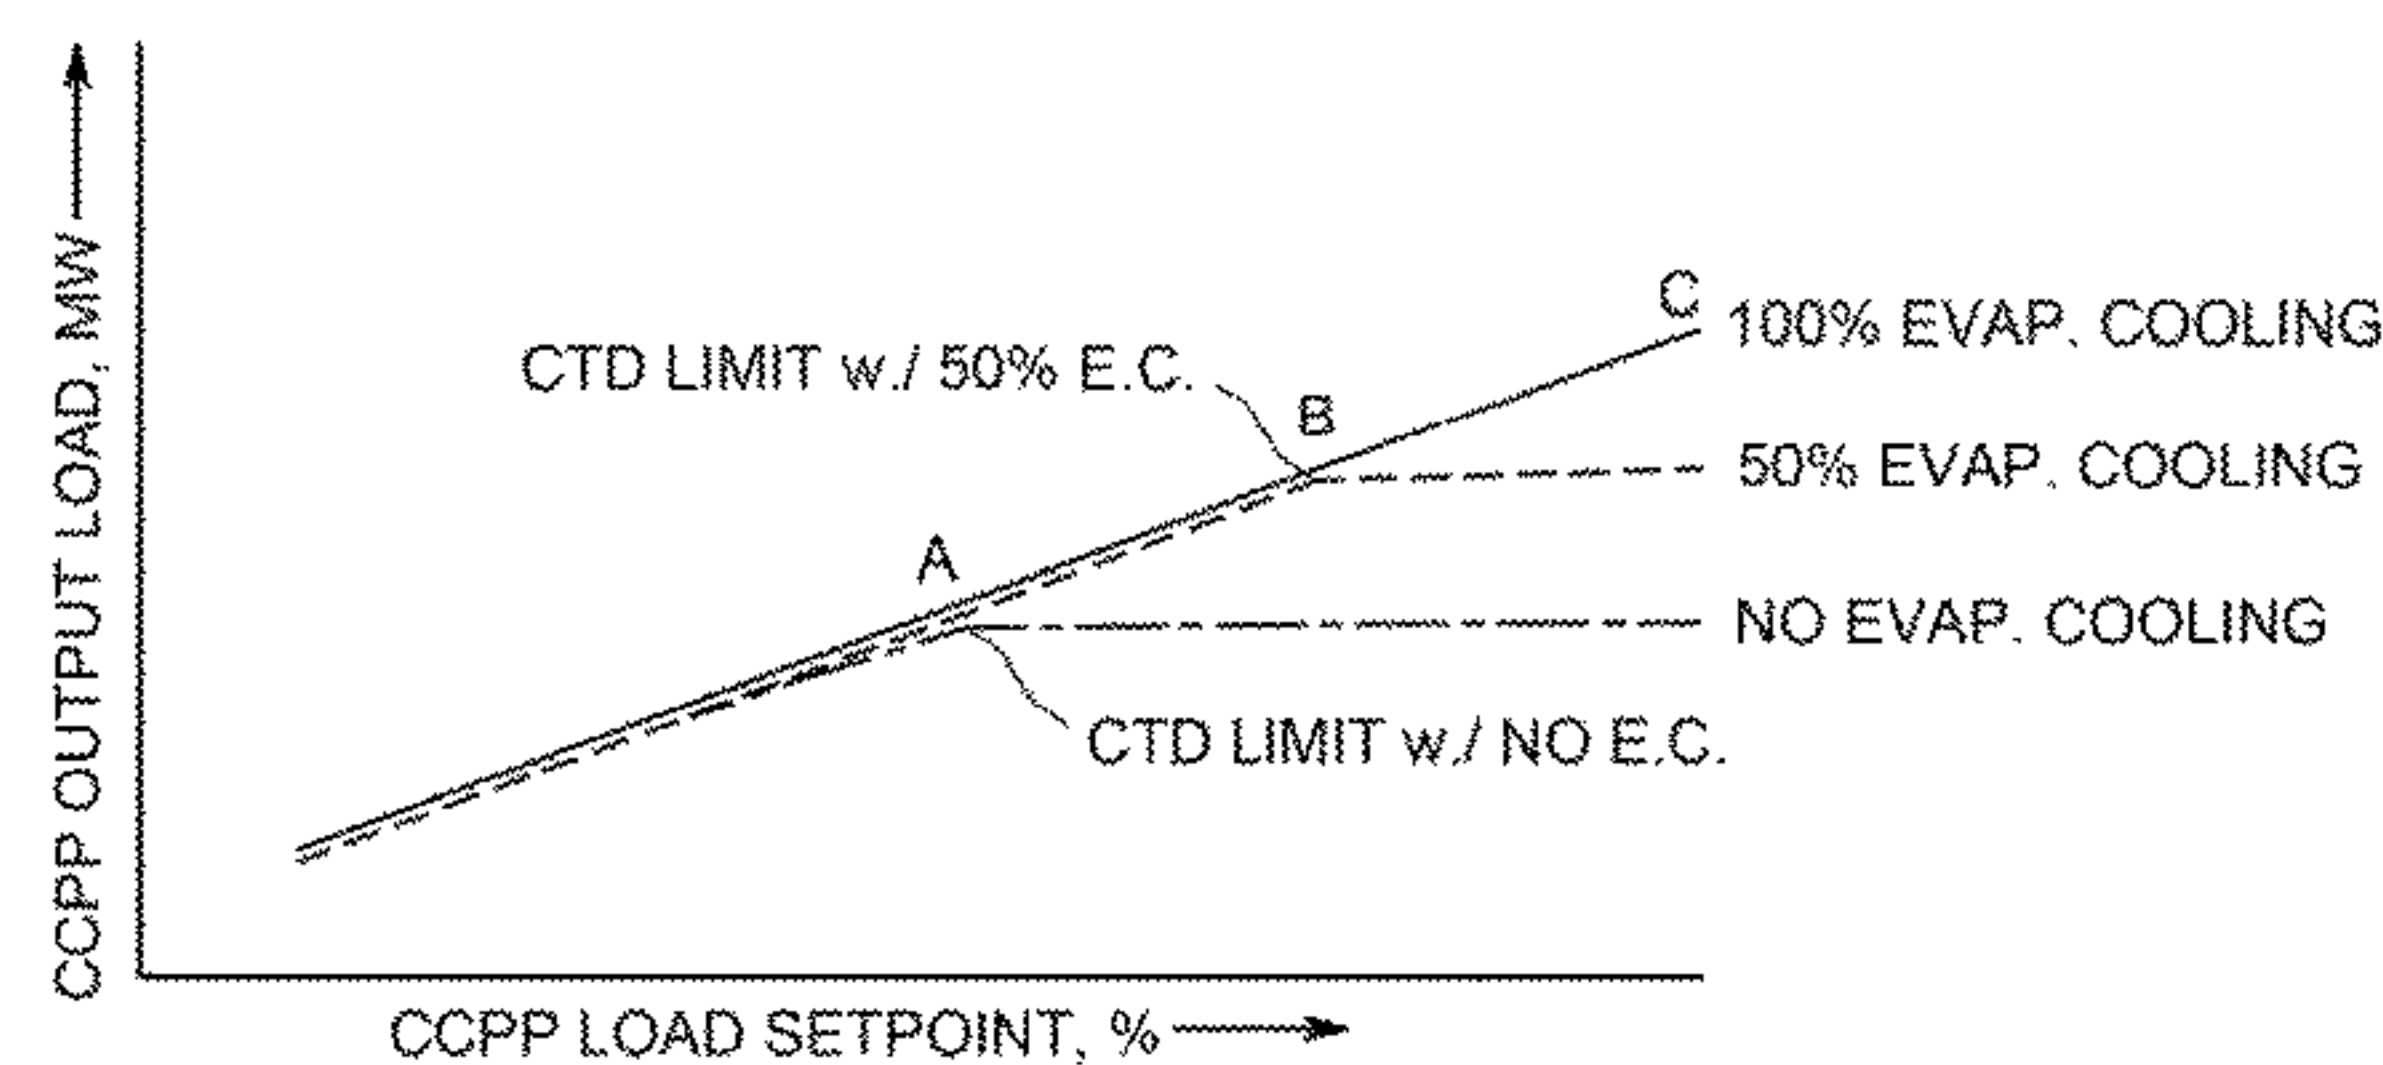 CCPP OUTPUT LOAD, MW
C
100% EVAP. COOLING
CTD LIMIT w./ 50% E.C.
B
50% EVAP. COOLING
A
NO EVAP. COOLING
CTD LIMIT w./ NO E.C.
CCPP LOAD SETPOINT, %